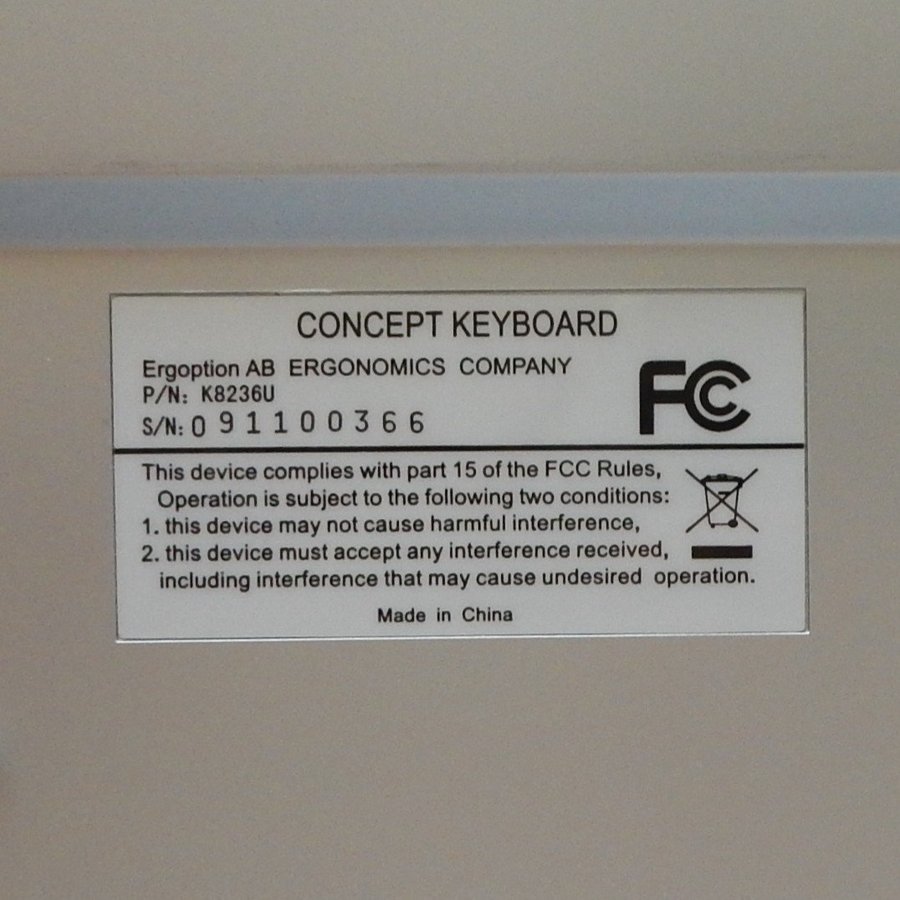 CONCEPT KEYBOARD
Ergoption AB ERGONOMICS COMPANY
P/N: K8236U
S/N: 091100366
FC
This device complies with part 15 of the FCC Rules,
Operation is subject to the following two conditions:
1. this device may not cause harmful interference,
2. this device must accept any interference received,
including interference that may cause undesired operation.
Made in China